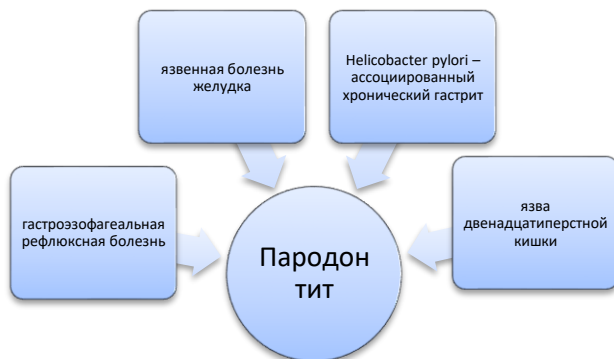 язвенная болезнь
желудка
Helicobacter pylori –
ассоциированный
хронический гастрит
гастроэзофагеальная
рефлюксная болезнь
язва
двенадцатиперстной
кишки
Пародон
тит